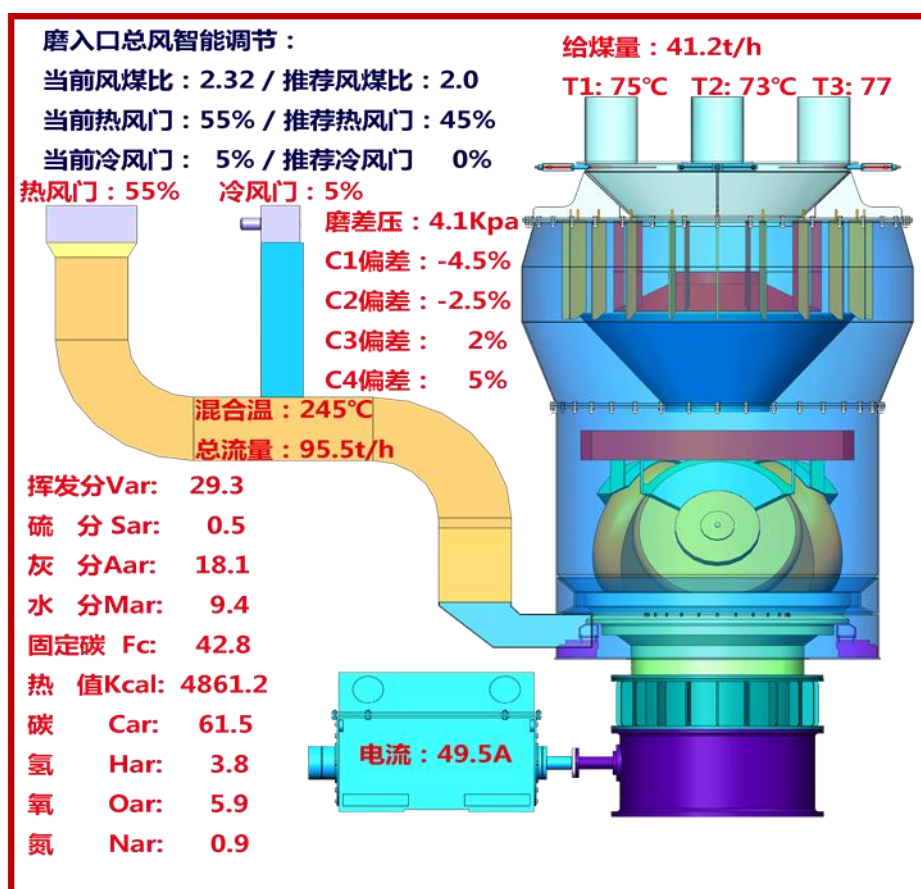 磨入口总风智能调节：
当前风煤比：2.32 / 推荐风煤比：2.0
当前热风门：55% / 推荐热风门：45%
当前冷风门： 5% / 推荐冷风门 0%
给煤量：41.2t/h
T1: 75℃ T2: 73℃ T3: 77
热风门：55% 冷风门：5%
磨差压：4.1Kpa
C1偏差：-4.5%
C2偏差：-2.5%
C3偏差： 2%
C4偏差： 5%
混合温：245℃
总流量：95.5t/h
挥发分Var: 29.3
硫 分 Sar: 0.5
灰 分Aar: 18.1
水 分Mar: 9.4
固定碳 Fc: 42.8
热 值Kcal: 4861.2
碳 Car: 61.5
氢 Har: 3.8
氧 Oar: 5.9
氮 Nar: 0.9
电流：49.5A